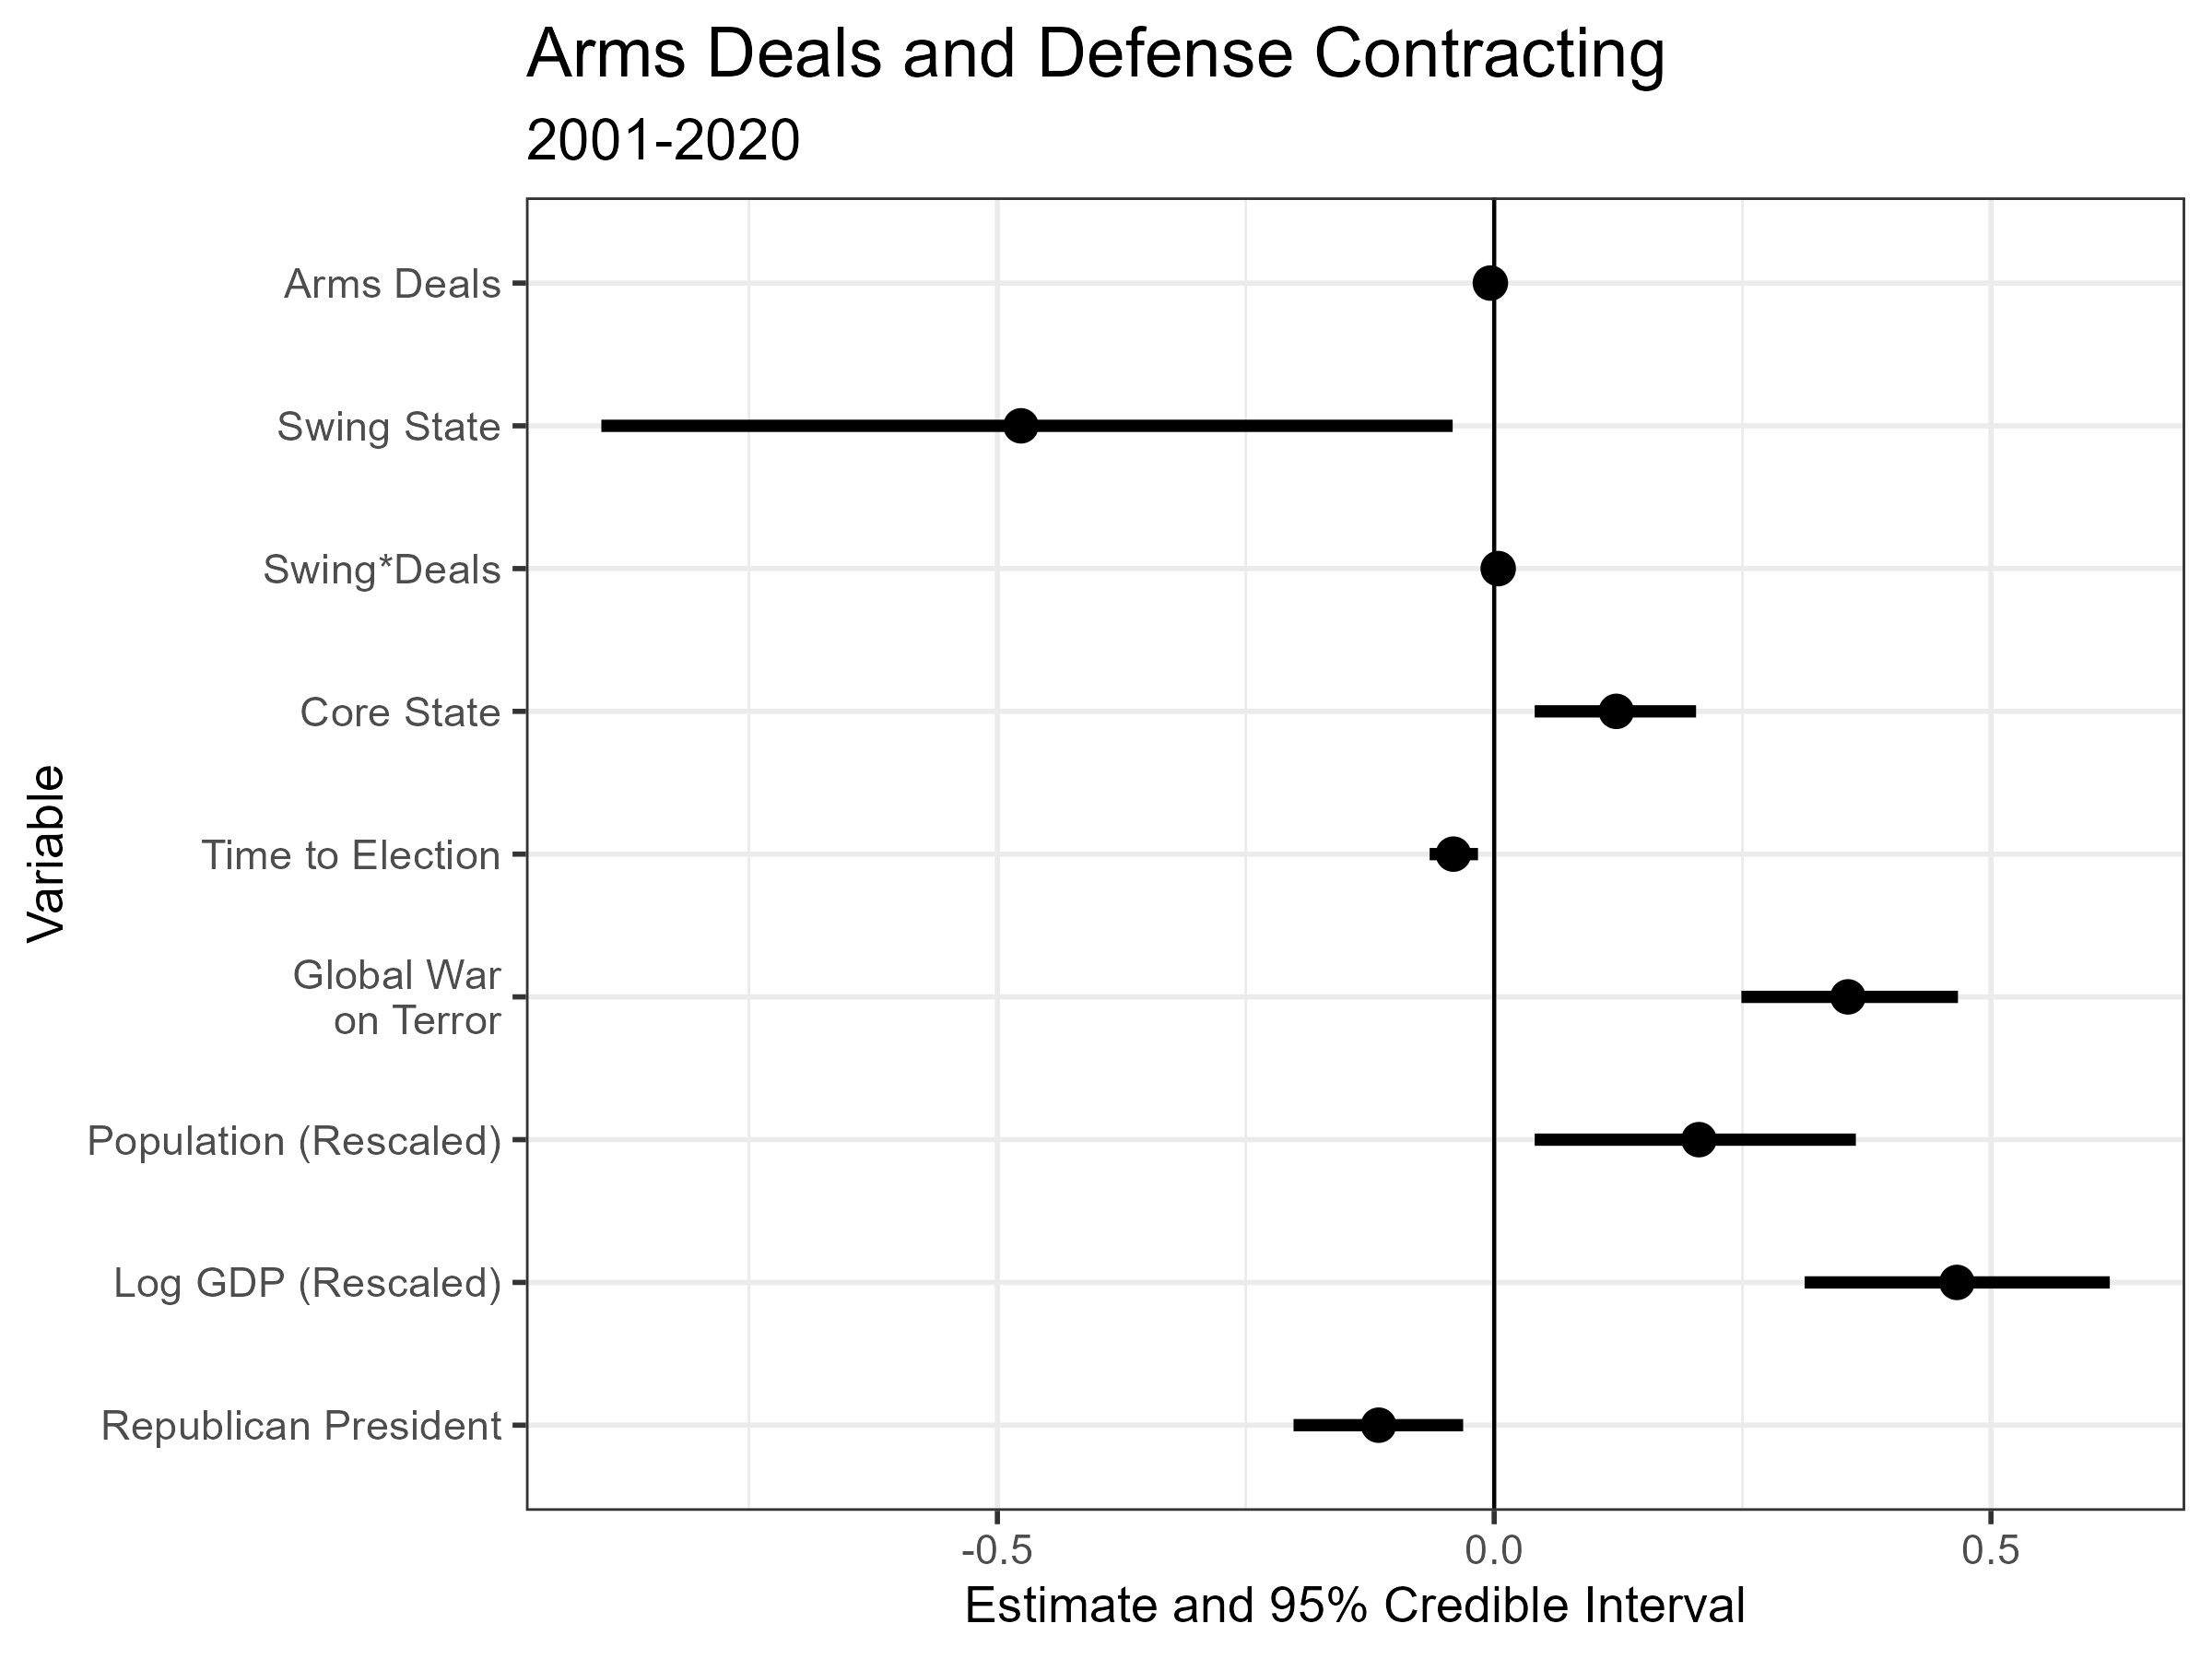 Arms Deals and Defense Contracting
2001-2020
Variable
Arms Deals
Swing State
Swing*Deals
Core State
Time to Election
Global War
on Terror
Population (Rescaled)
Log GDP (Rescaled)
Republican President
-0.5 0.0 0.5
Estimate and 95% Credible Interval